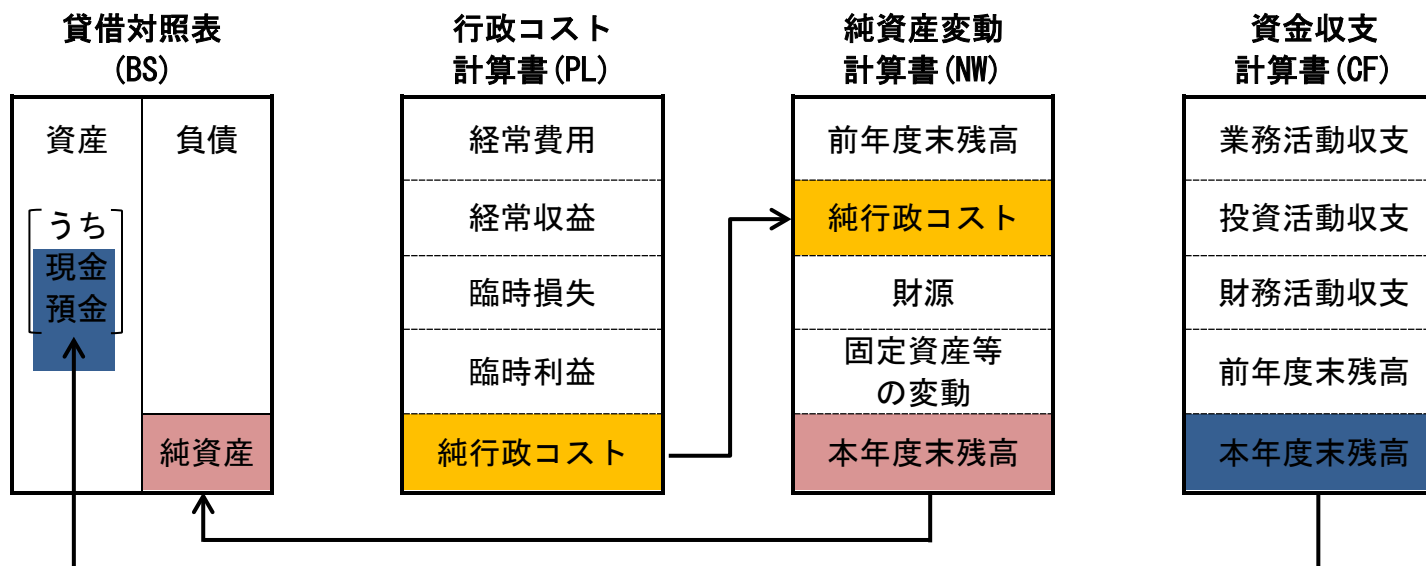 貸借対照表
(BS)
資産
負債
うち
現金
預金
純資産
行政コスト
計算書(PL)
経常費用
経常収益
臨時損失
臨時利益
純行政コスト
純資産変動
計算書(NW)
前年度末残高
純行政コスト
財源
固定資産等
の変動
本年度末残高
資金収支
計算書(CF)
業務活動収支
投資活動収支
財務活動収支
前年度末残高
本年度末残高